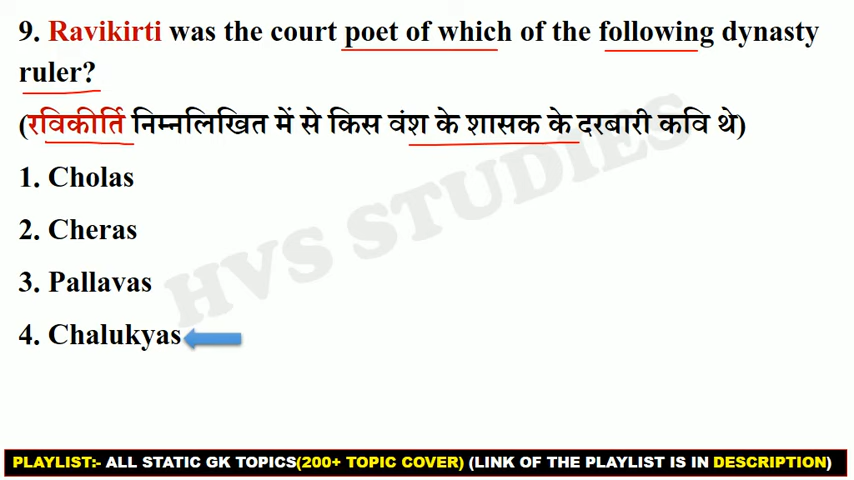 9. Ravikirti was the court poet of which of the following dynasty
ruler?
(रविकीर्ति निम्नलिखित में से किस वंश के शासक के दरबारी कवि थे)
1. Cholas
2. Cheras
3. Pallavas
4. Chalukyas
HVS STUDIES
PLAYLIST:- ALL STATIC GK TOPICS(200+ TOPIC COVER) (LINK OF THE PLAYLIST IS IN DESCRIPTION)